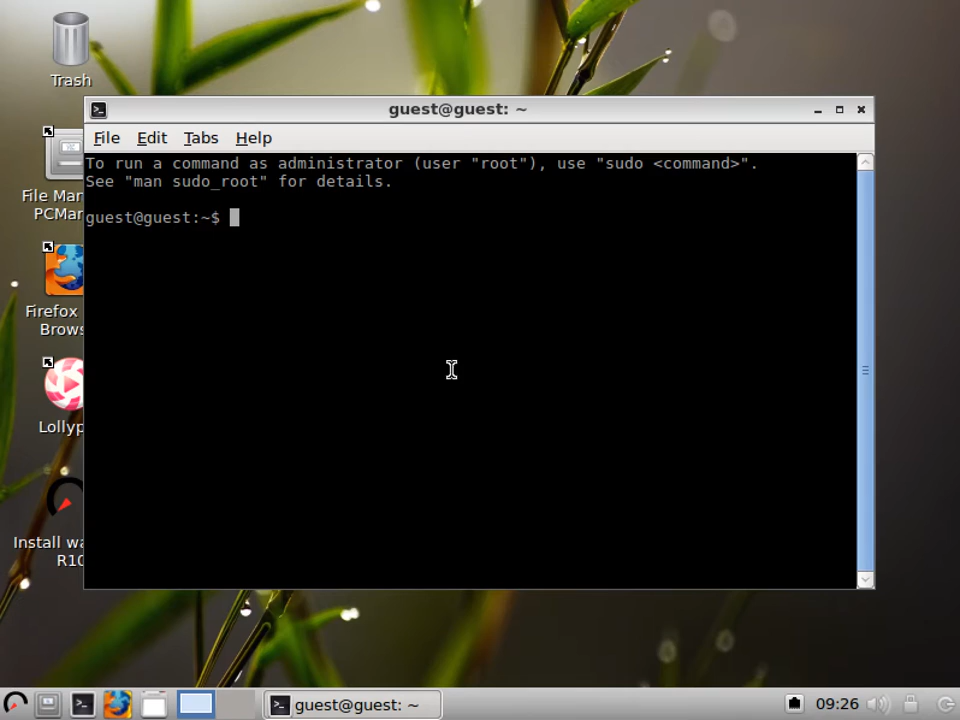 Trash
guest@guest: ~
File Edit Tabs Help
To run a command as administrator (user "root"), use "sudo <command>".
See "man sudo_root" for details.
guest@guest:~$
File Man
PCMan
Firefox
Brows
Lollyp
Install wa
R10
guest@guest: ~
09:26